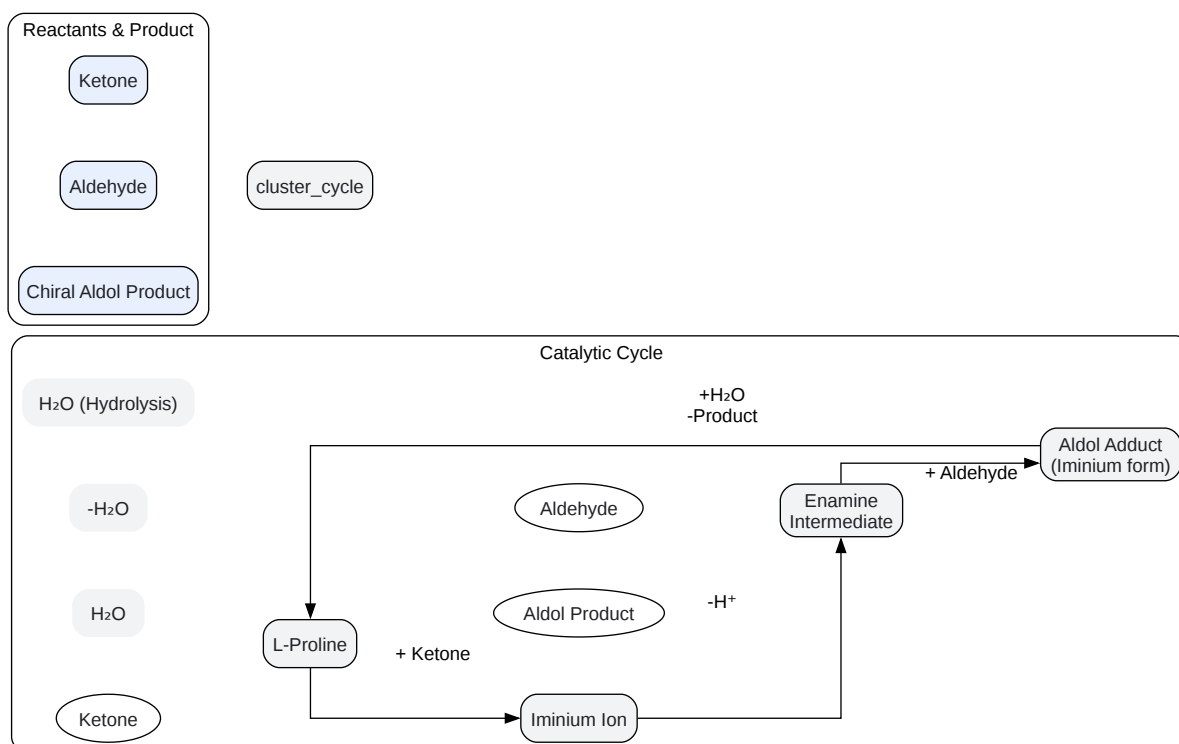 Reactants & Product
Ketone
Aldehyde
cluster_cycle
Chiral Aldol Product
Catalytic Cycle
H₂O (Hydrolysis)
+H₂O
-Product
Aldol Adduct
(Iminium form)
+ Aldehyde
-H₂O
Aldehyde
Enamine
Intermediate
H₂O
Aldol Product
-H⁺
L-Proline
+ Ketone
Ketone
Iminium Ion